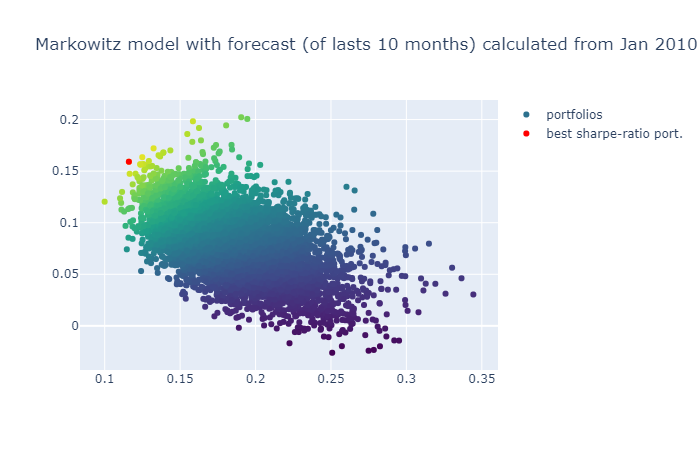 Markowitz model with forecast (of lasts 10 months) calculated from Jan 2010
portfolios
best sharpe-ratio port.
0.2
0.15
0.1
0.05
0
0.1 0.15 0.2 0.25 0.3 0.35